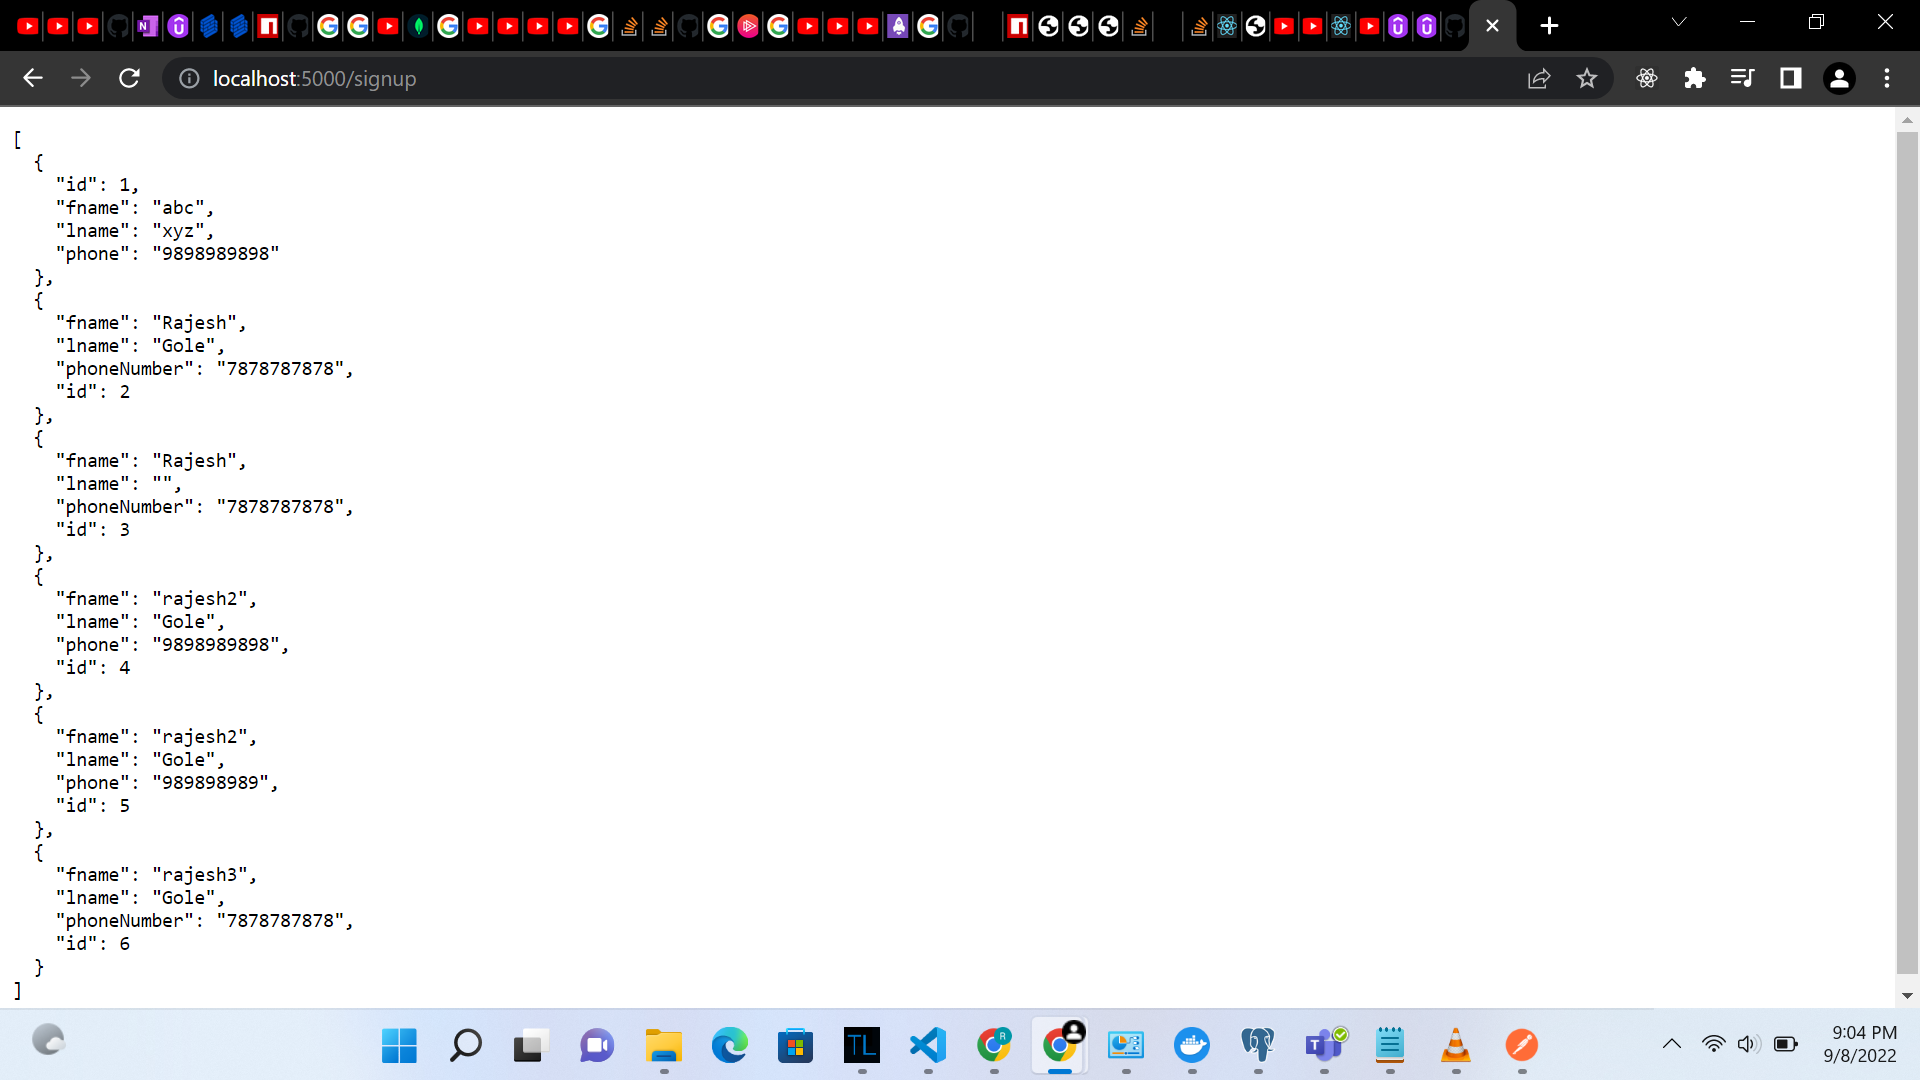 localhost:5000/signup
[
  {
    "id": 1,
    "fname": "abc",
    "lname": "xyz",
    "phone": "9898989898"
  },
  {
    "fname": "Rajesh",
    "lname": "Gole",
    "phoneNumber": "7878787878",
    "id": 2
  },
  {
    "fname": "Rajesh",
    "lname": "",
    "phoneNumber": "7878787878",
    "id": 3
  },
  {
    "fname": "rajesh2",
    "lname": "Gole",
    "phone": "9898989898",
    "id": 4
  },
  {
    "fname": "rajesh2",
    "lname": "Gole",
    "phone": "989898989",
    "id": 5
  },
  {
    "fname": "rajesh3",
    "lname": "Gole",
    "phoneNumber": "7878787878",
    "id": 6
  }
]
TL
9:04 PM
9/8/2022